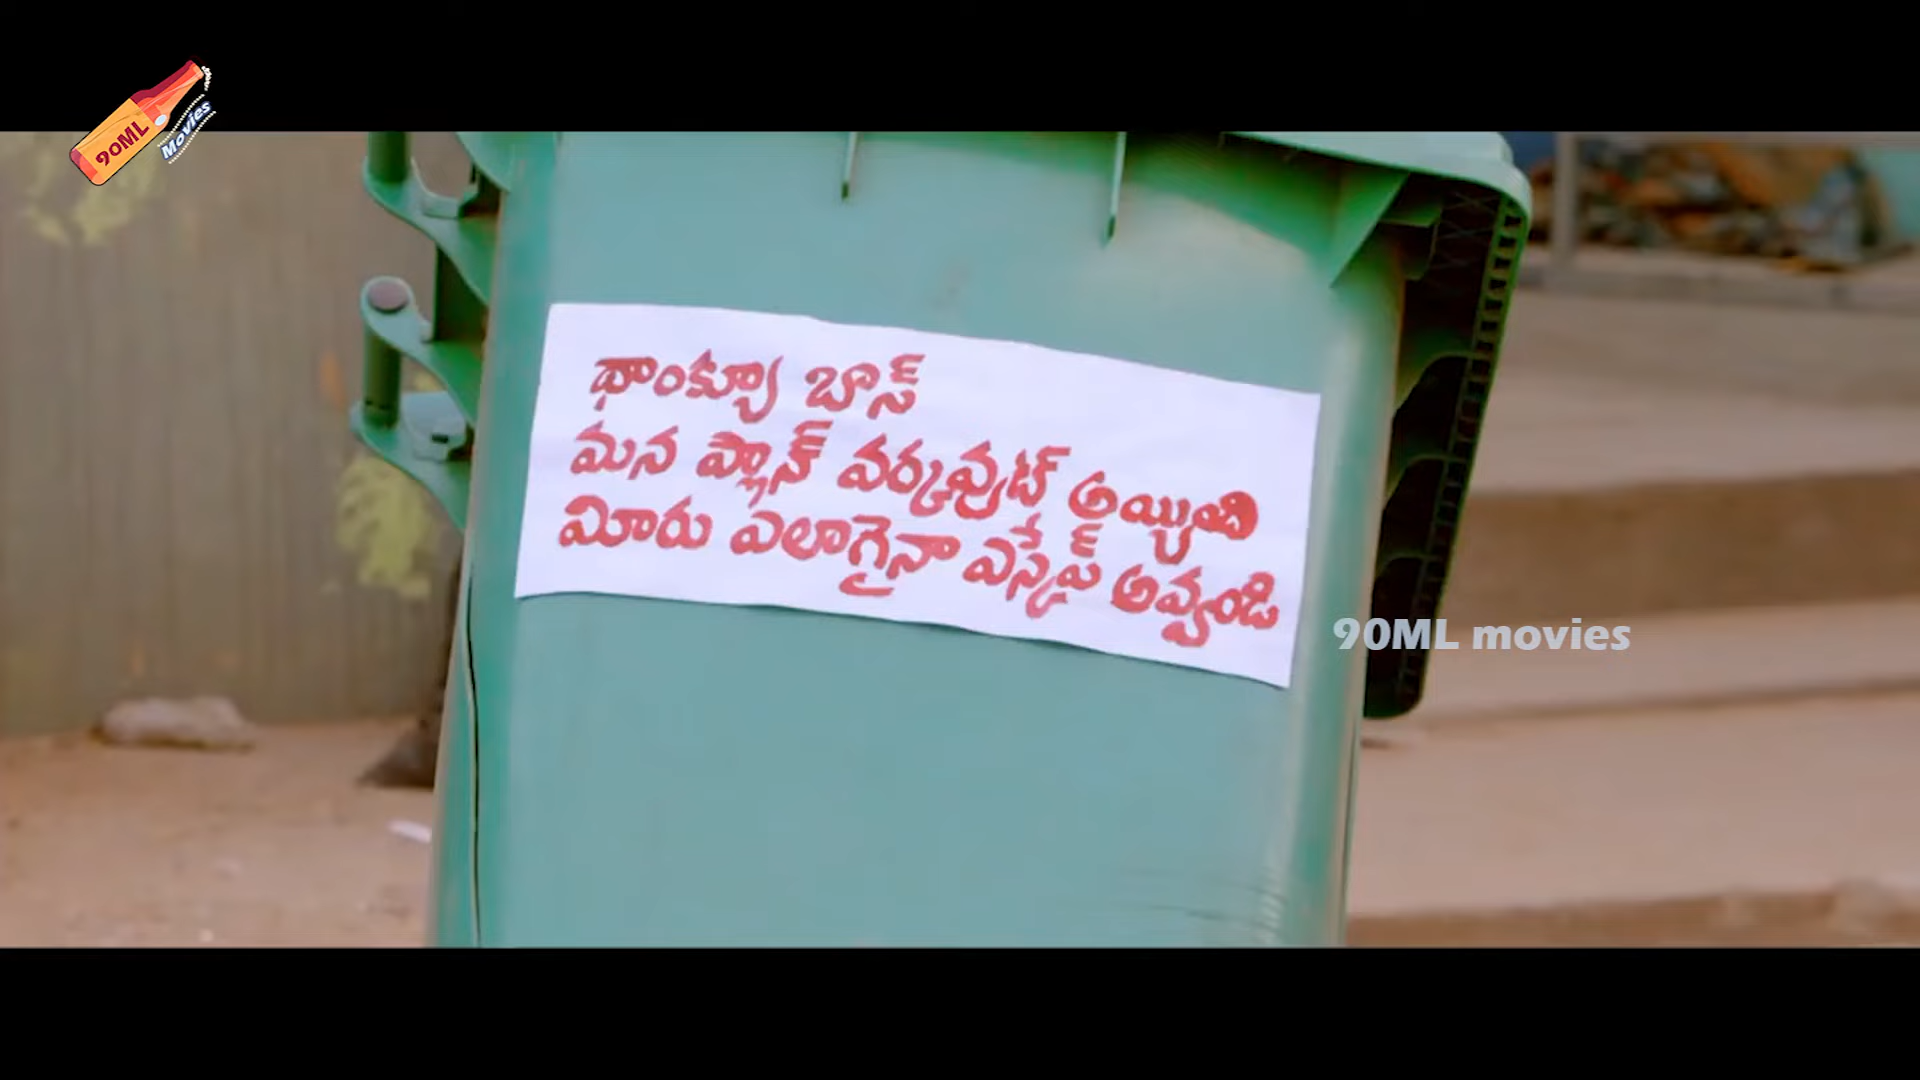 90ML
Movies
థాంక్యూ బాస్
మన ప్లాన్ వర్కవుట్ అయ్యింది
మీరు ఎలాగైనా ఎస్కేప్ అవ్వండి
90ML movies